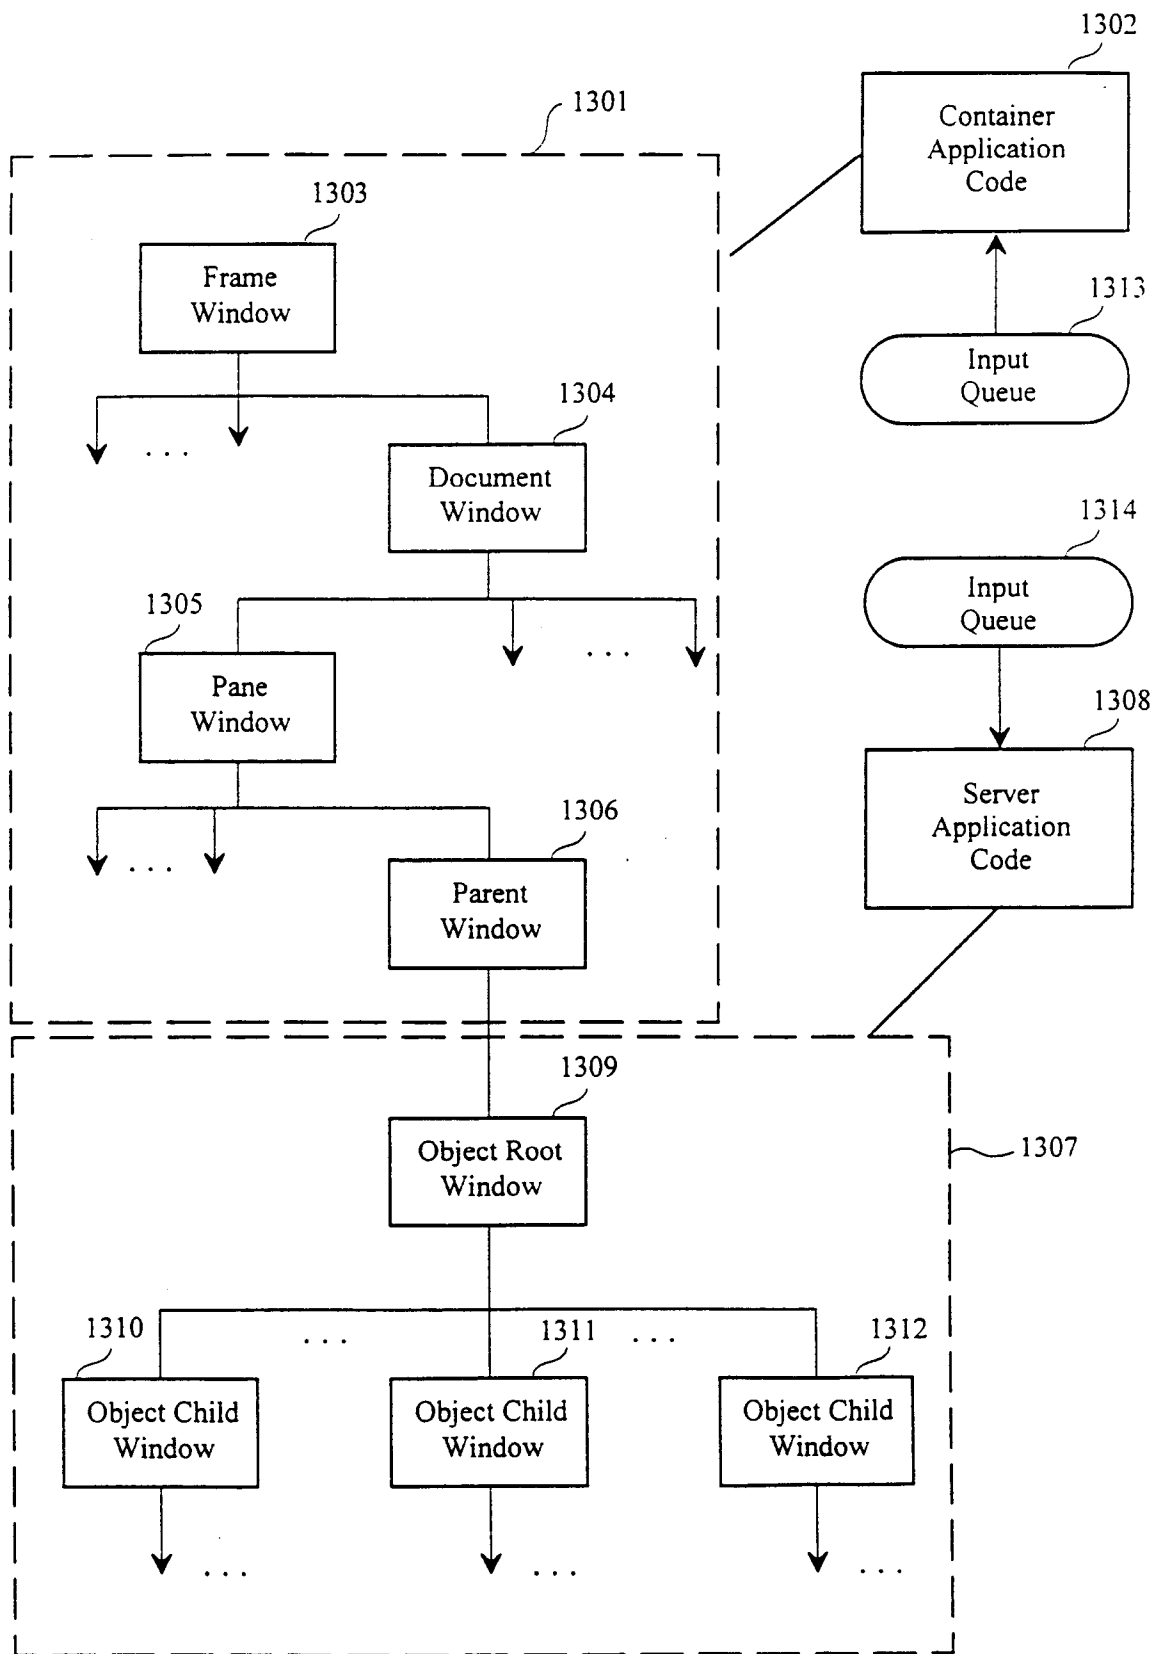 1302
Container
Application
Code
1301
1303
Frame
Window
1313
Input
Queue
1304
. . .
Document
Window
1314
Input
Queue
1305
. . .
Pane
Window
1308
Server
Application
Code
1306
. . .
Parent
Window
1309
Object Root
Window
1307
1310
. . .
1311
. . .
1312
Object Child
Window
Object Child
Window
Object Child
Window
. . .
. . .
. . .